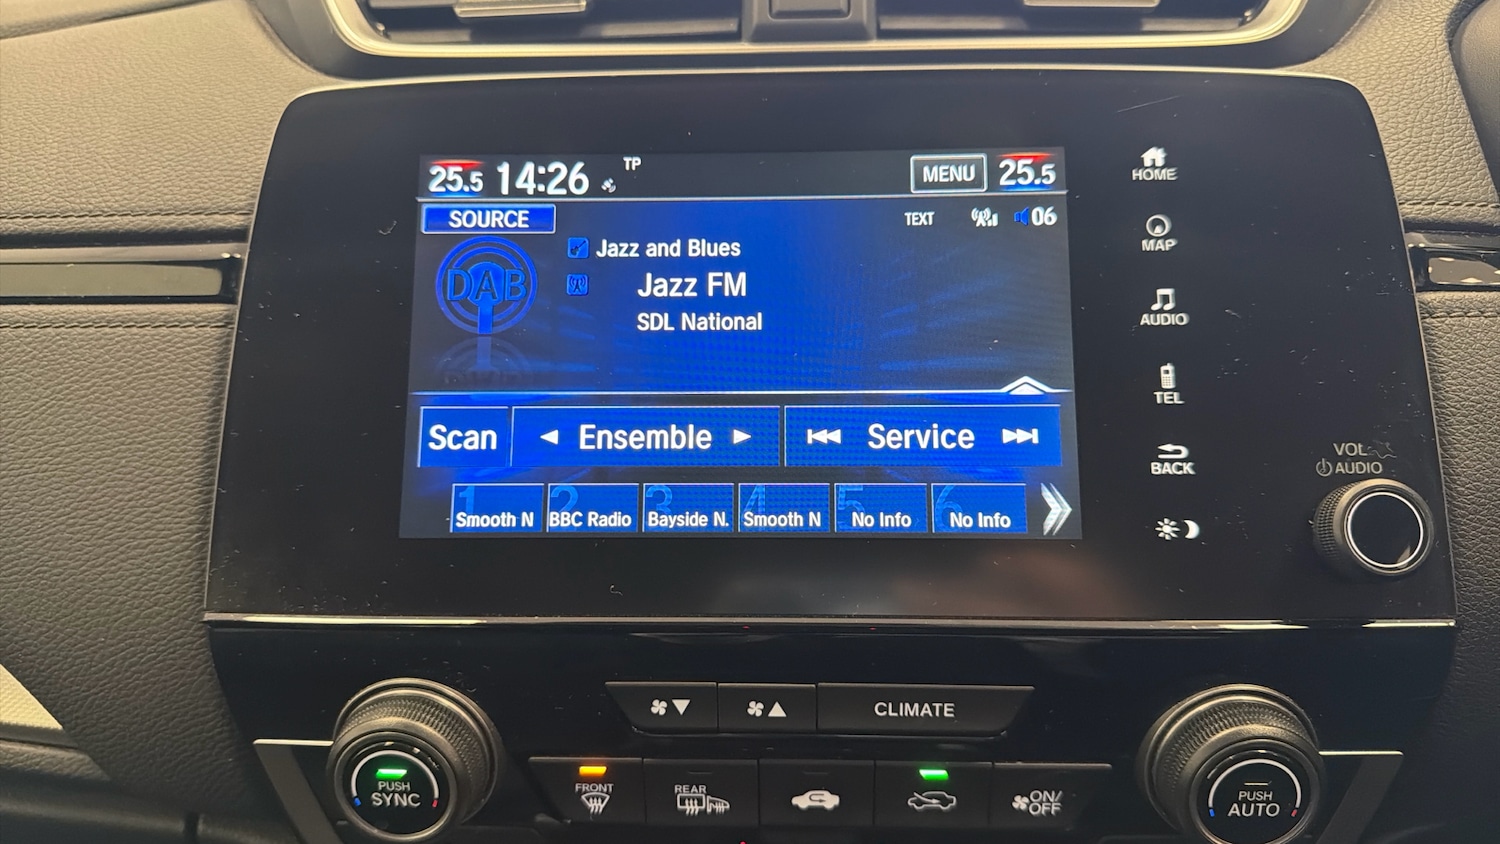 25.5 14:26 TP MENU 25.5
SOURCE TEXT 06
DAB
Jazz and Blues
Jazz FM
SDL National
Scan Ensemble Service
1 2 3 4 5 6
Smooth N BBC Radio Bayside N. Smooth N No Info No Info
HOME
MAP
AUDIO
TEL
BACK
VOL
AUDIO
CLIMATE
PUSH
SYNC
FRONT
REAR
ON/
OFF
PUSH
AUTO